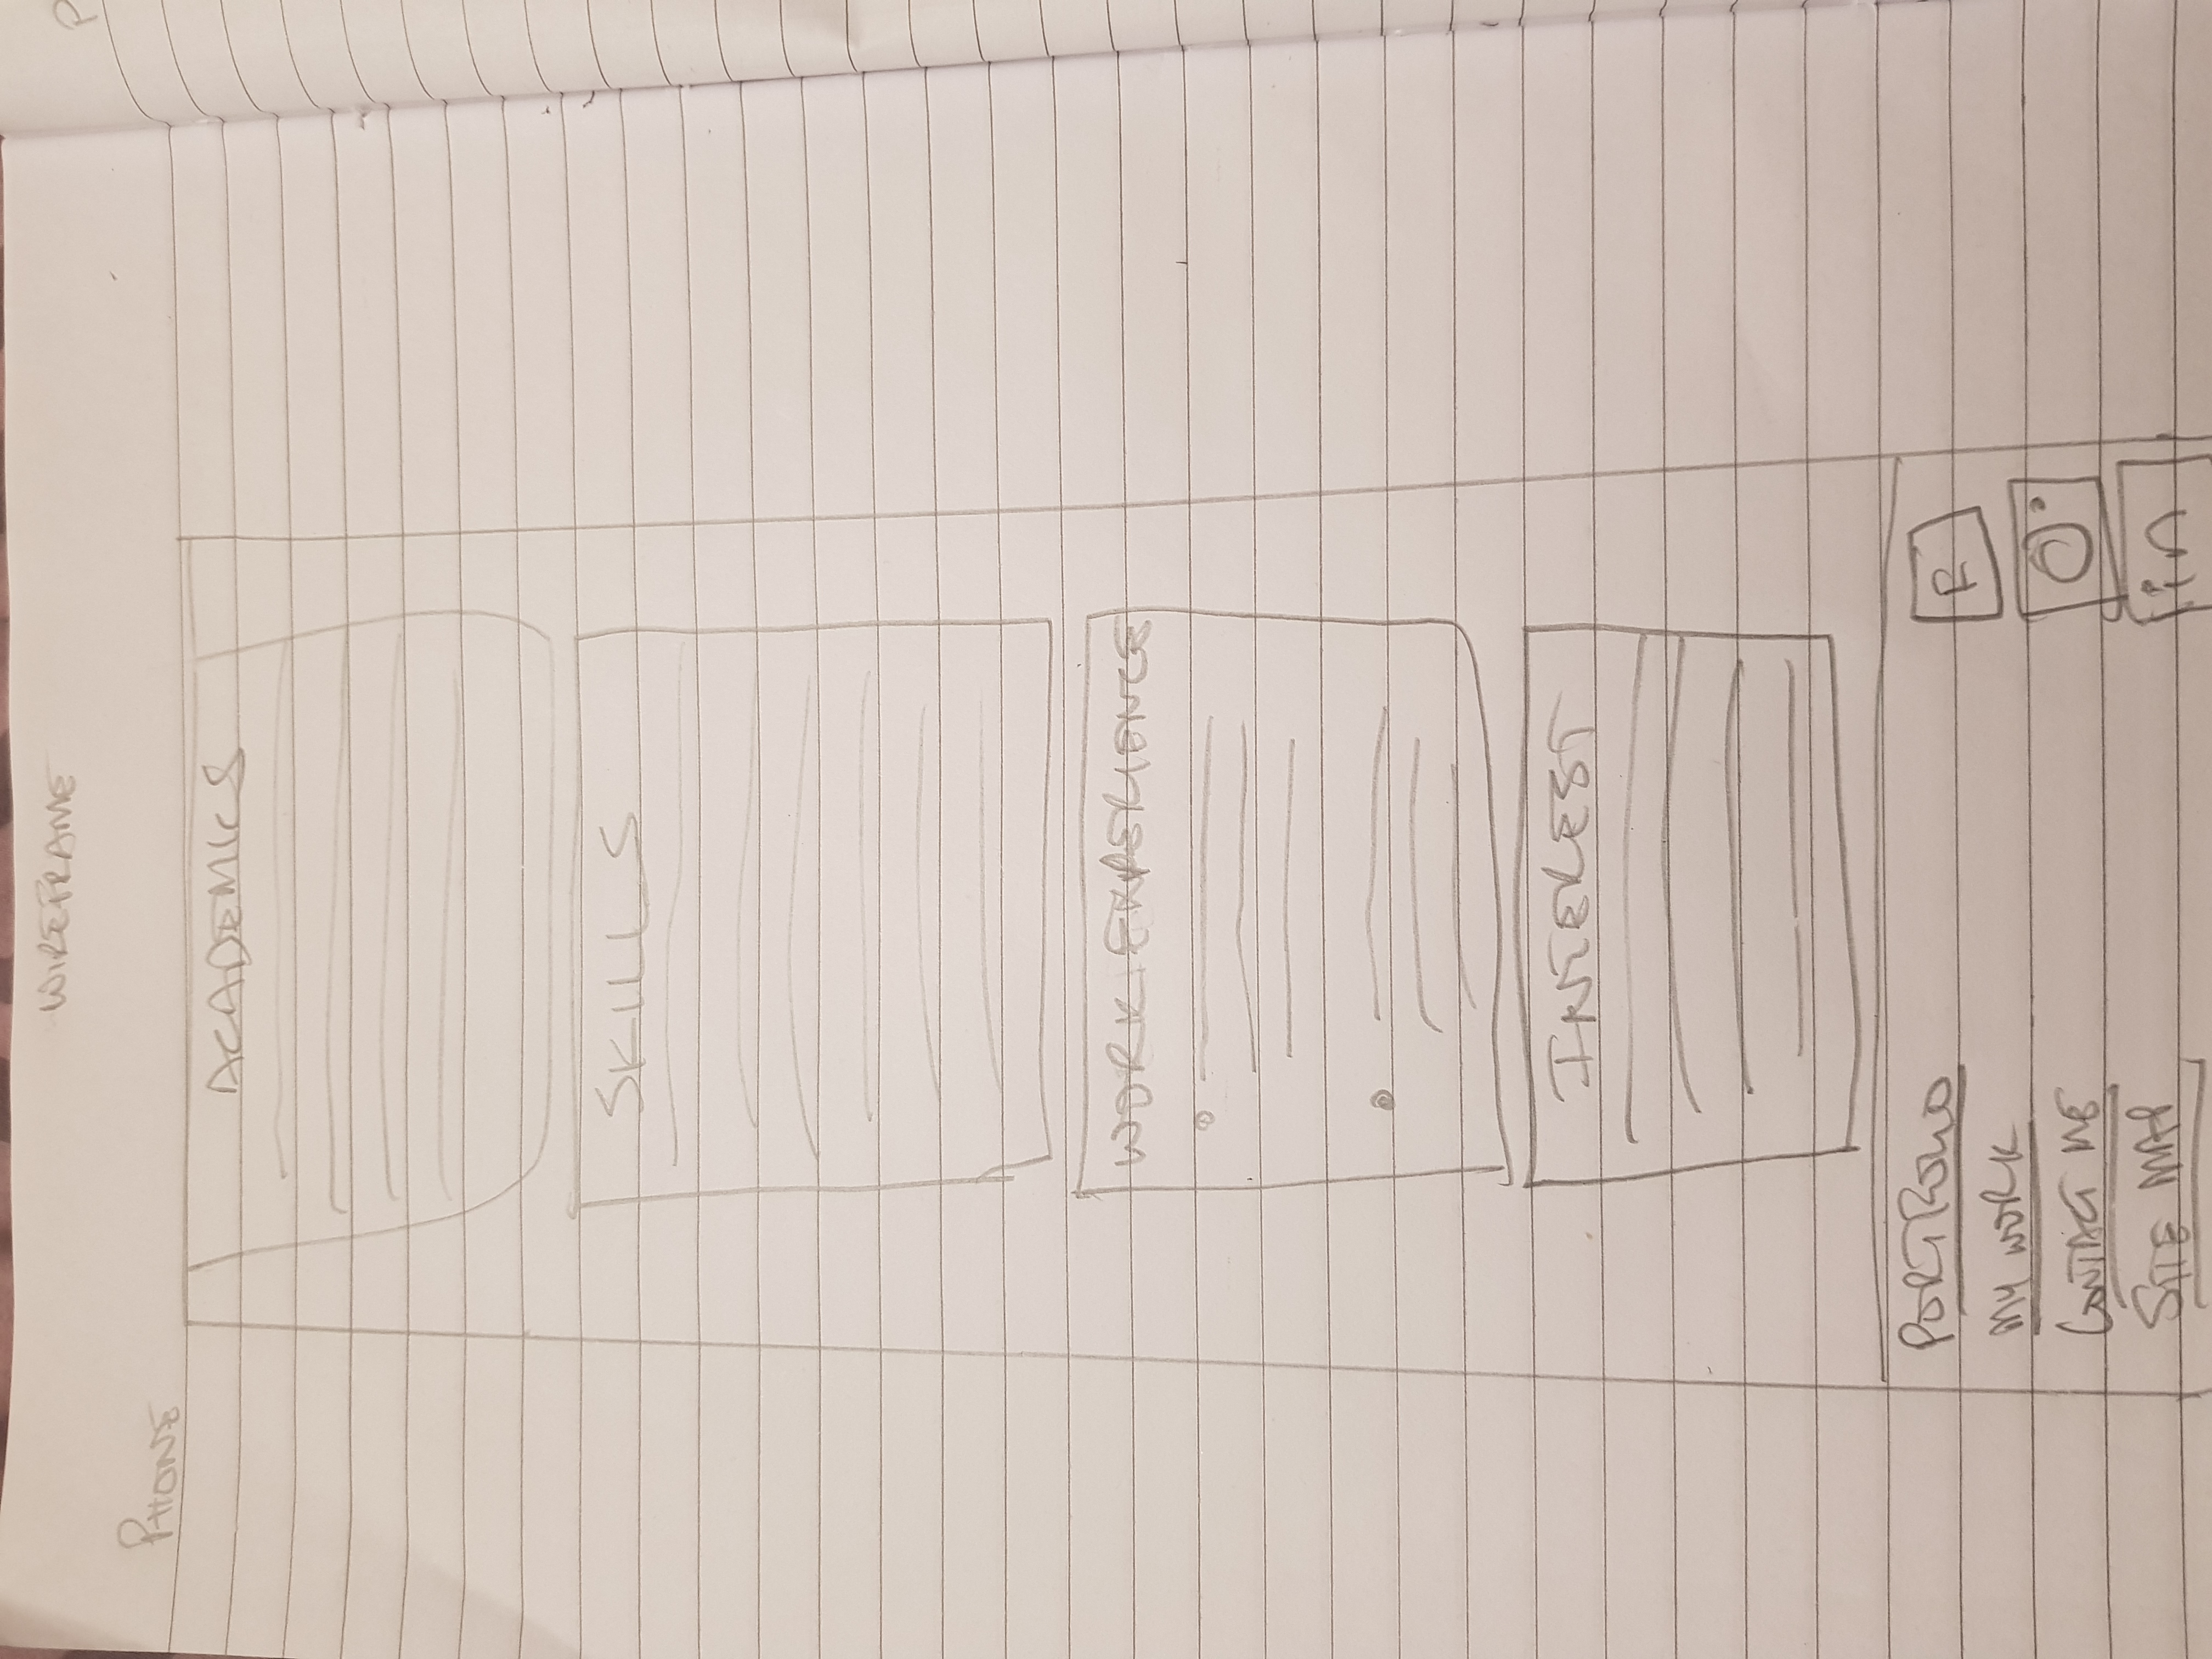 WIREFRAME
P
PHONE
ACADEMICS
SKILLS
WORK EXPERIENCE
INTEREST
PORTFOLIO
F
MY WORK
CONTACT ME
SITE MAP
in